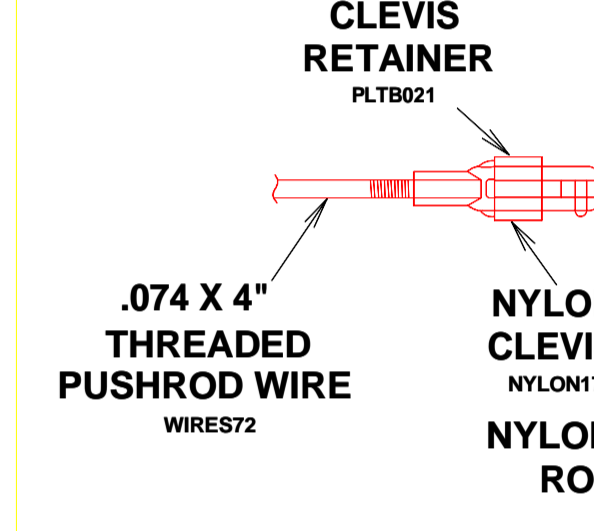 CLEVIS
RETAINER
PLTB021
.074 X 4"
THREADED
PUSHROD WIRE
WIRES72
NYLO
CLEVI
NYLON1
NYLO
RO